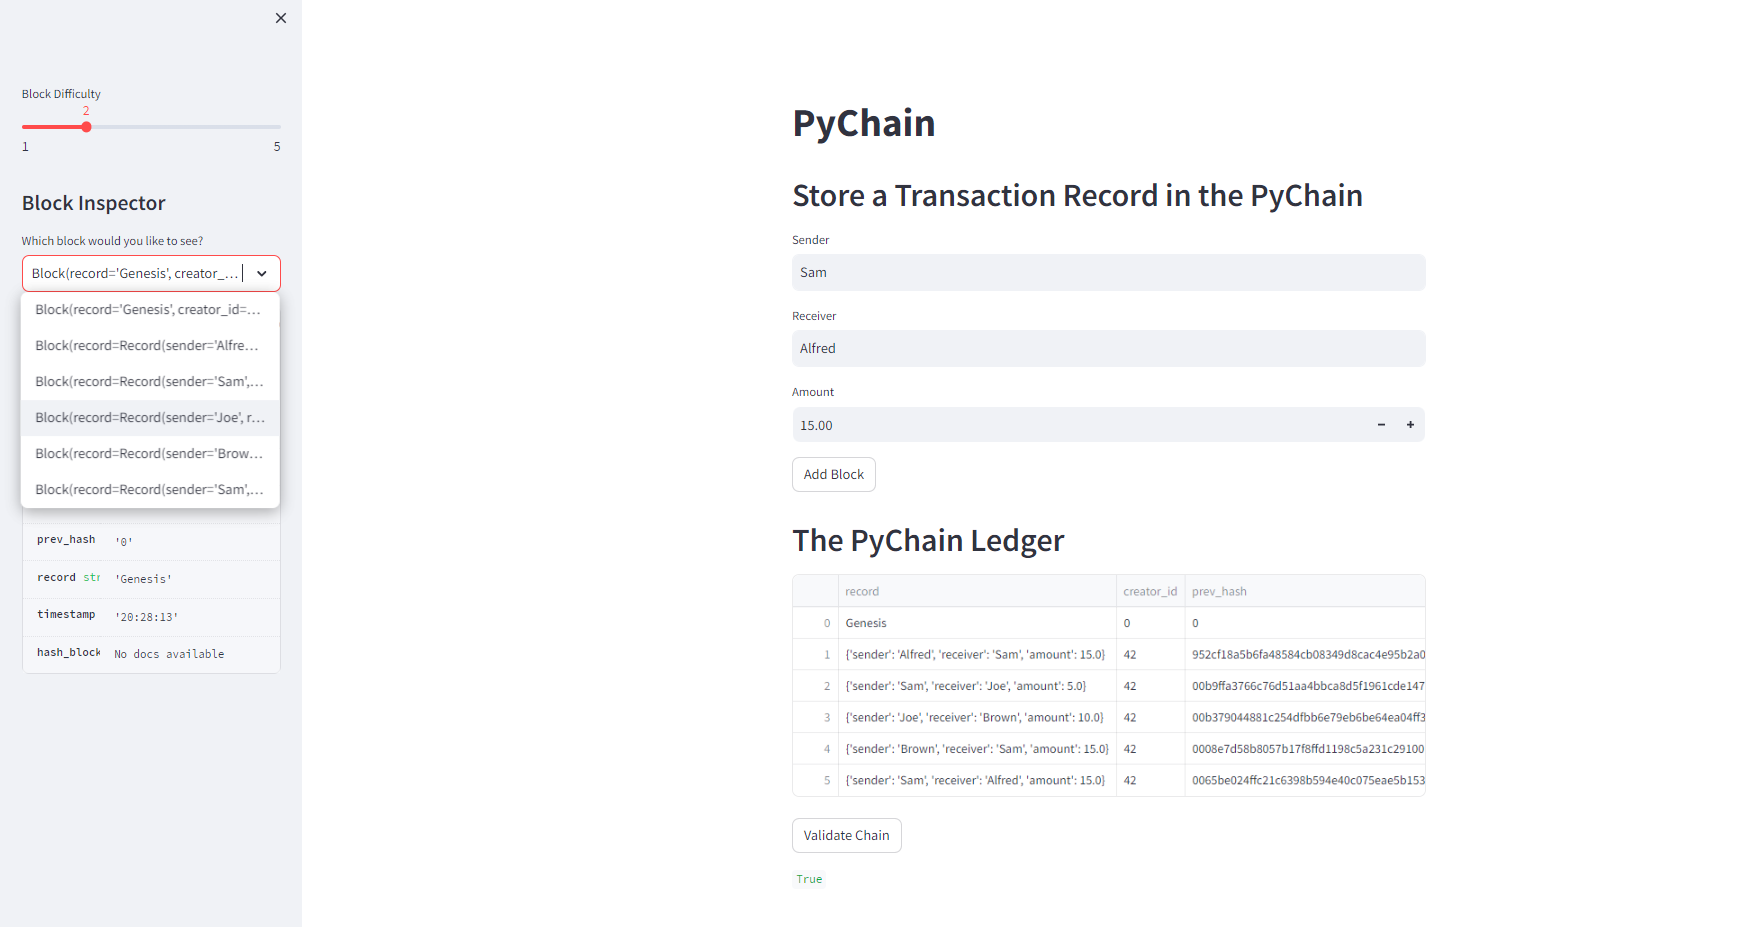 Block Difficulty
2
1 5
Block Inspector
Which block would you like to see?
Block(record='Genesis', creator_...
Block(record='Genesis', creator_id=...
Block(record=Record(sender='Alfre...
Block(record=Record(sender='Sam',...
Block(record=Record(sender='Joe', r...
Block(record=Record(sender='Brow...
Block(record=Record(sender='Sam',...
prev_hash '0'
record str 'Genesis'
timestamp '20:28:13'
hash_block No docs available
PyChain
Store a Transaction Record in the PyChain
Sender
Sam
Receiver
Alfred
Amount
15.00 - +
Add Block
The PyChain Ledger
record creator_id prev_hash
0 Genesis 0 0
1 {'sender': 'Alfred', 'receiver': 'Sam', 'amount': 15.0} 42 952cf18a5b6fa48584cb08349d8cac4e95b2a0
2 {'sender': 'Sam', 'receiver': 'Joe', 'amount': 5.0} 42 00b9ffa3766c76d51aa4bbca8d5f1961cde147
3 {'sender': 'Joe', 'receiver': 'Brown', 'amount': 10.0} 42 00b379044881c254dfbb6e79eb6be64ea04ff3
4 {'sender': 'Brown', 'receiver': 'Sam', 'amount': 15.0} 42 0008e7d58b8057b17f8ffd1198c5a231c29100
5 {'sender': 'Sam', 'receiver': 'Alfred', 'amount': 15.0} 42 0065be024ffc21c6398b594e40c075eae5b153
Validate Chain
True